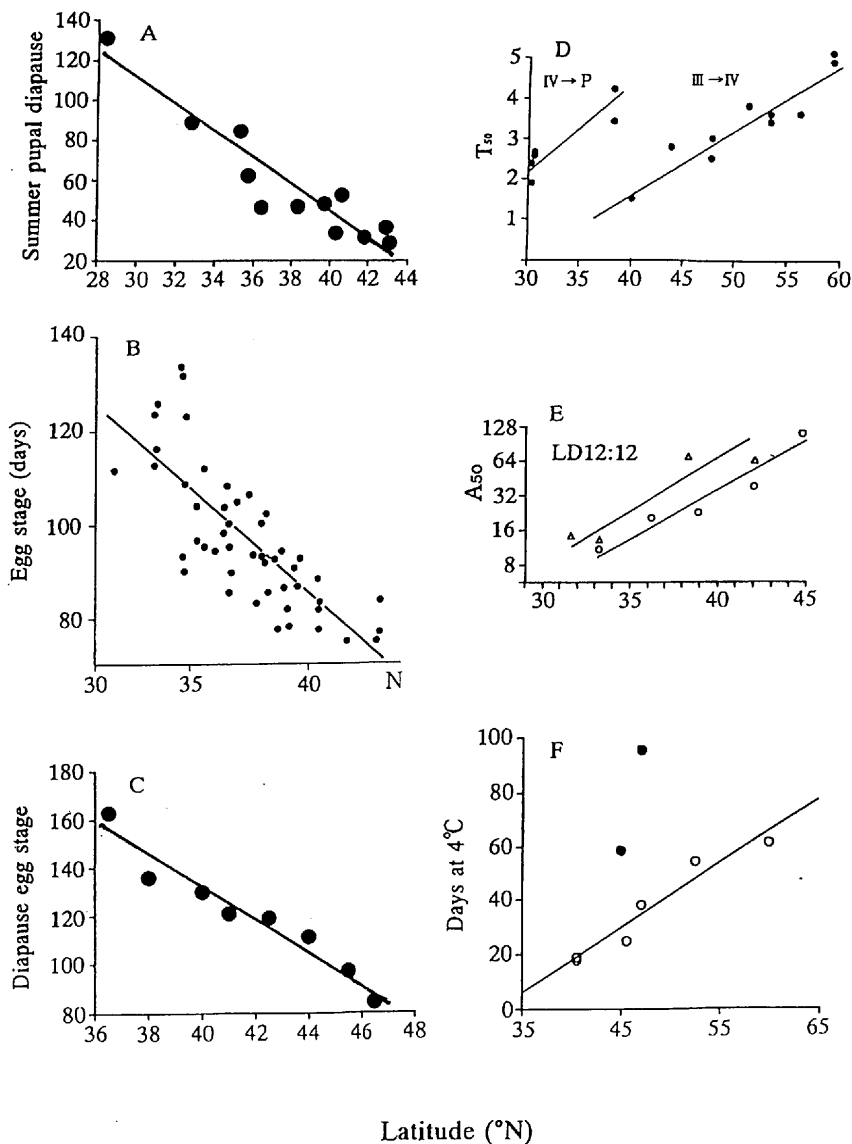 A
Summer pupal diapause
140
120
100
80
60
40
20
28 30 32 34 36 38 40 42 44
B
Egg stage (days)
140
120
100
80
30 35 40 N
C
Diapause egg stage
180
160
140
120
100
80
36 38 40 42 44 46 48
D
IV→P III→IV
T50
5
4
3
2
1
30 35 40 45 50 55 60
E
LD12:12
A50
128
64
32
16
8
30 35 40 45
F
Days at 4℃
100
80
60
40
20
0
35 45 55 65
Latitude (°N)